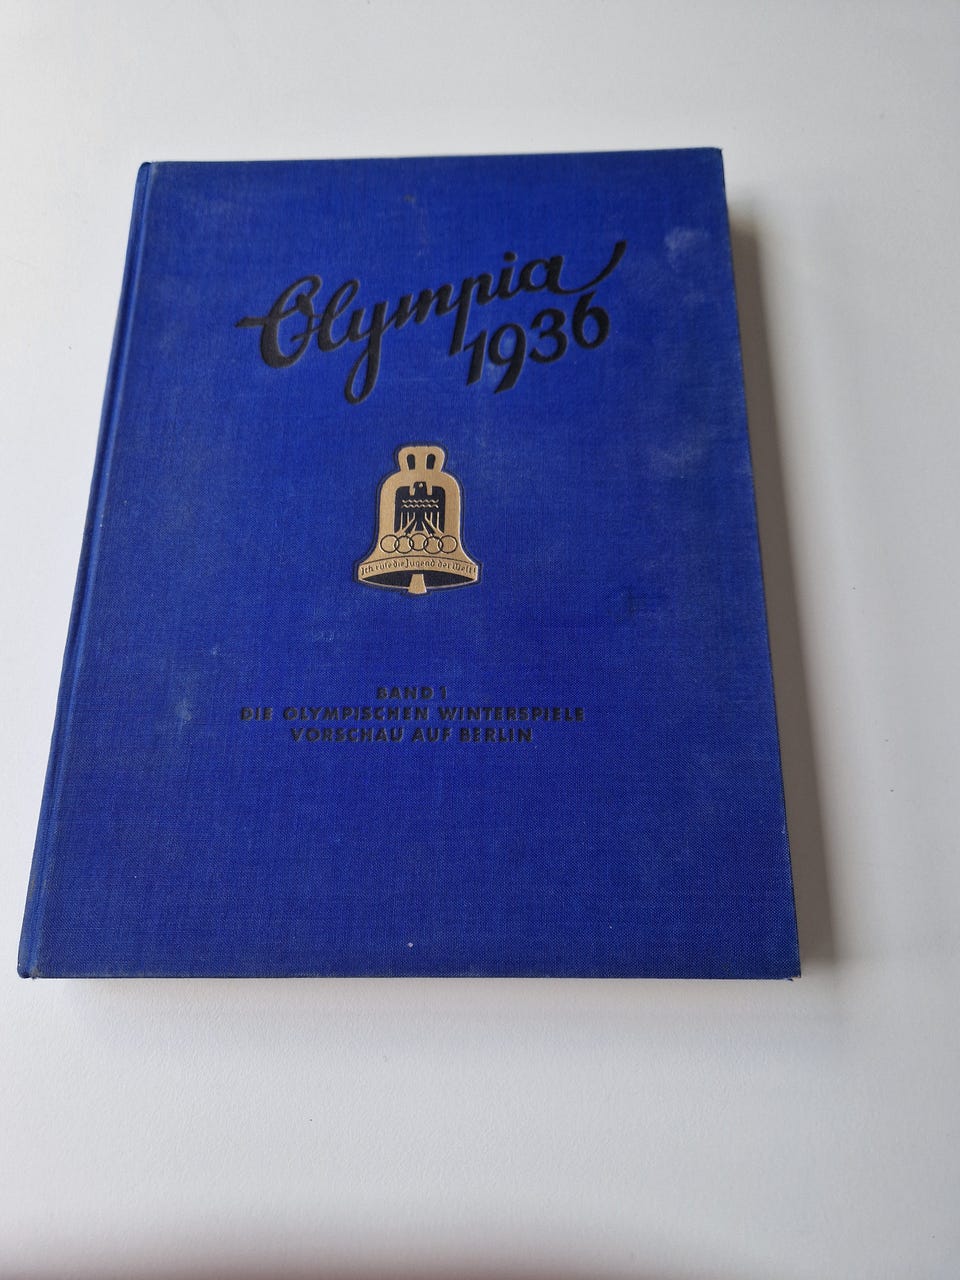 Olympia
1936
Ich rufe die Jugend der Welt!
BAND 1
DIE OLYMPISCHEN WINTERSPIELE
VORSCHAU AUF BERLIN